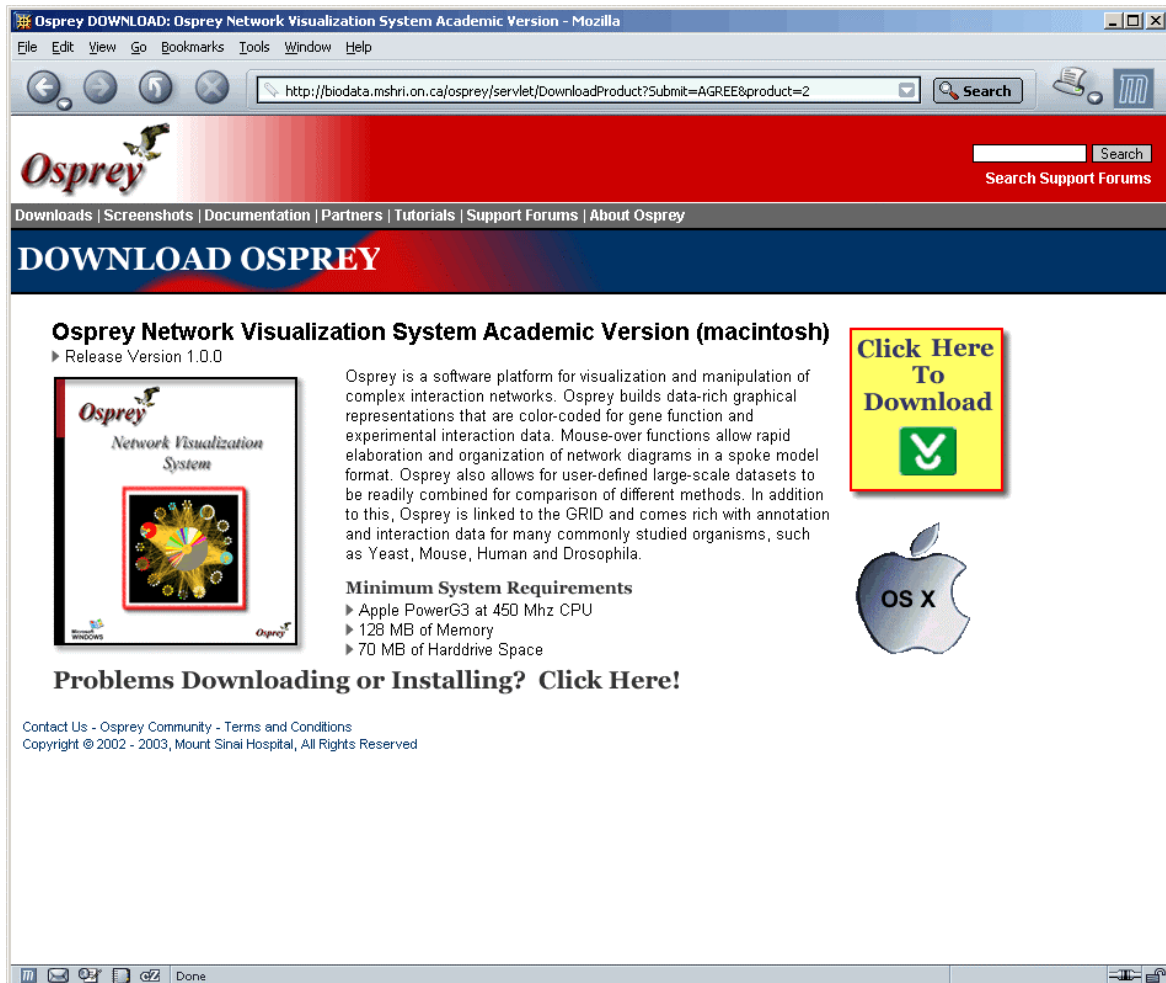 Osprey DOWNLOAD: Osprey Network Visualization System Academic Version - Mozilla
File Edit View Go Bookmarks Tools Window Help
http://biodata.mshri.on.ca/osprey/servlet/DownloadProduct?Submit=AGREE&product=2
Search
m
Osprey
Search
Search Support Forums
Downloads | Screenshots | Documentation | Partners | Tutorials | Support Forums | About Osprey
DOWNLOAD OSPREY
Osprey Network Visualization System Academic Version (macintosh)
Release Version 1.0.0
Osprey
Network Visualization
System
Microsoft
WINDOWS
Osprey
Osprey is a software platform for visualization and manipulation of
complex interaction networks. Osprey builds data-rich graphical
representations that are color-coded for gene function and
experimental interaction data. Mouse-over functions allow rapid
elaboration and organization of network diagrams in a spoke model
format. Osprey also allows for user-defined large-scale datasets to
be readily combined for comparison of different methods. In addition
to this, Osprey is linked to the GRID and comes rich with annotation
and interaction data for many commonly studied organisms, such
as Yeast, Mouse, Human and Drosophila.
Minimum System Requirements
Apple PowerG3 at 450 Mhz CPU
128 MB of Memory
70 MB of Harddrive Space
Click Here
To
Download
OS X
Problems Downloading or Installing? Click Here!
Contact Us - Osprey Community - Terms and Conditions
Copyright © 2002 - 2003, Mount Sinai Hospital, All Rights Reserved
m
cZ
Done